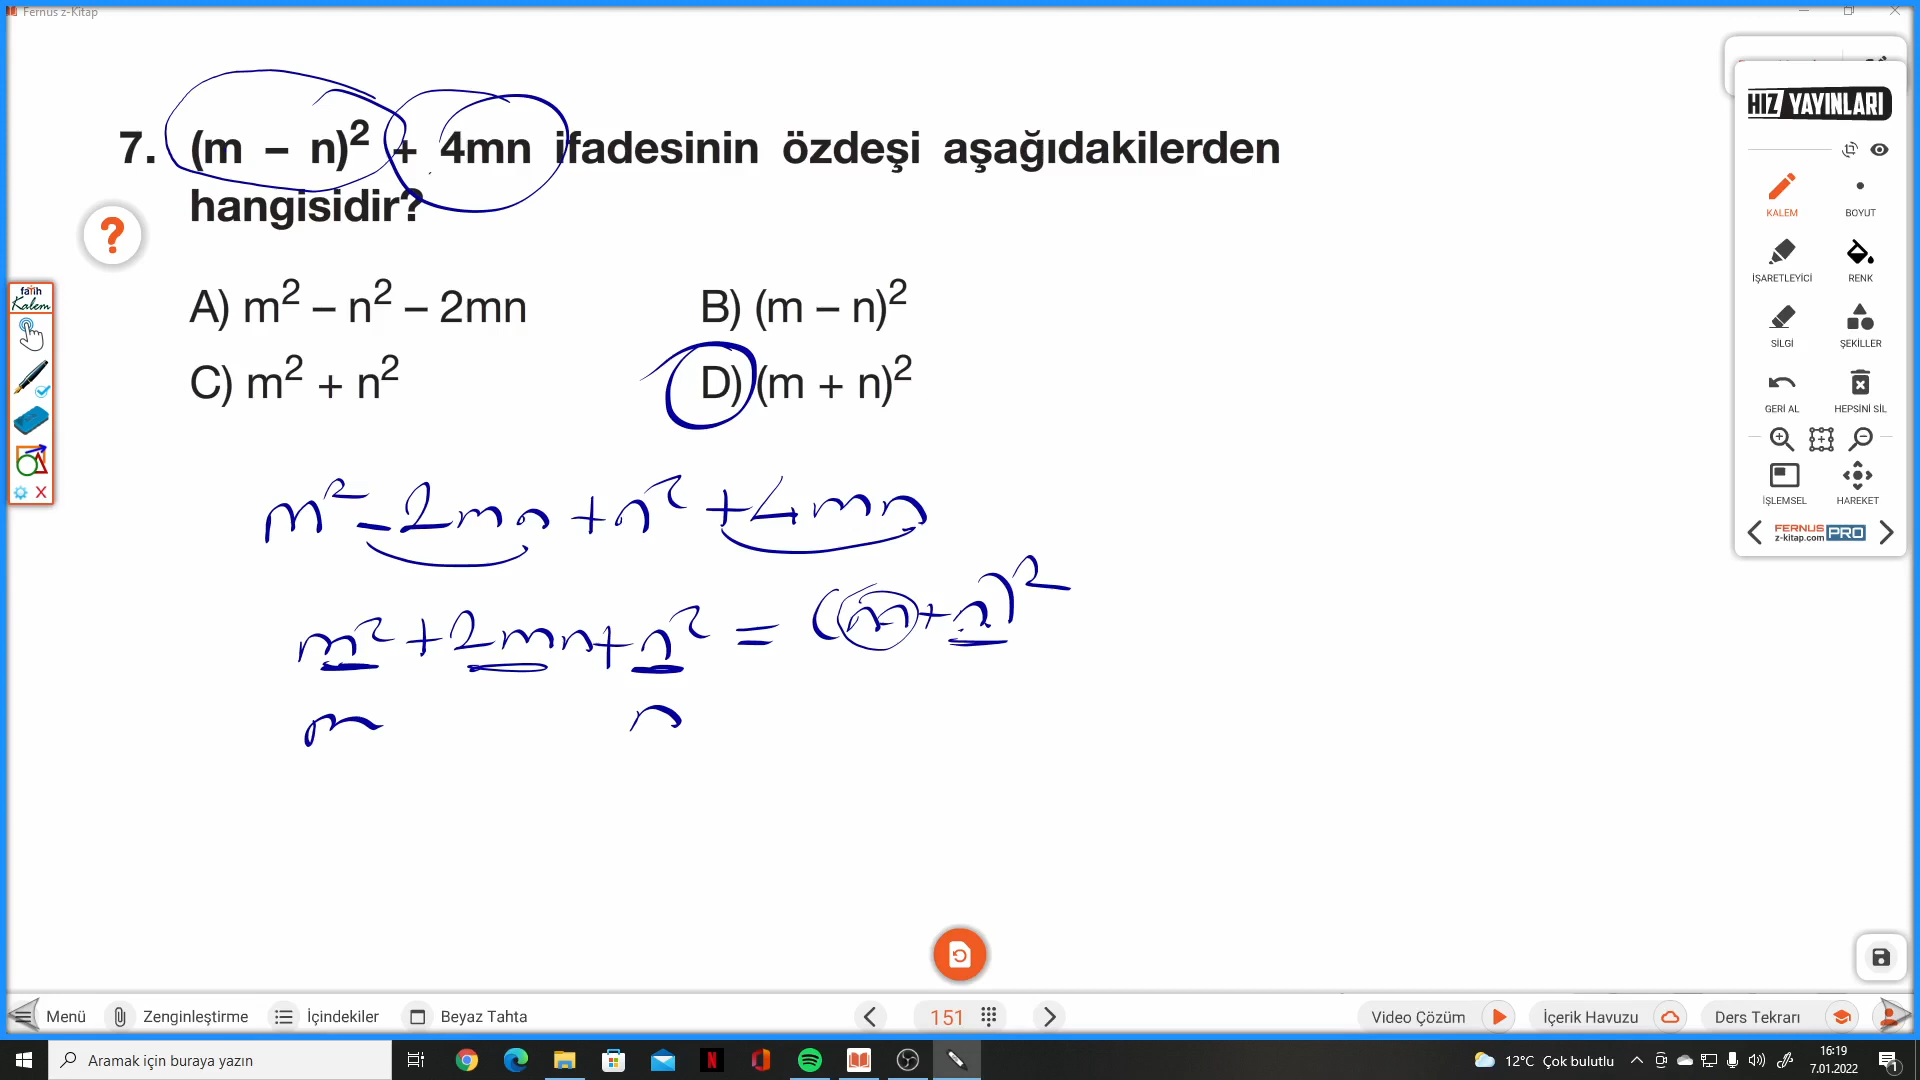 Fernus z-Kitap
7. (m – n)² + 4mn ifadesinin özdeşi aşağıdakilerden
hangisidir?
A) m² – n² – 2mn
B) (m – n)²
C) m² + n²
D) (m + n)²
m² - 2mn + n² + 4mn
m² + 2mn + n² = (m+n)²
m n
fatih
Kalem
HIZ YAYINLARI
KALEM
BOYUT
İŞARETLEYİCİ
RENK
SİLGİ
ŞEKİLLER
GERİ AL
HEPSİNİ SİL
İŞLEMSEL
HAREKET
FERNUS
z-kitap.com PRO
Menü
Zenginleştirme
İçindekiler
Beyaz Tahta
151
Video Çözüm
İçerik Havuzu
Ders Tekrarı
Aramak için buraya yazın
12°C Çok bulutlu
16:19
7.01.2022
1